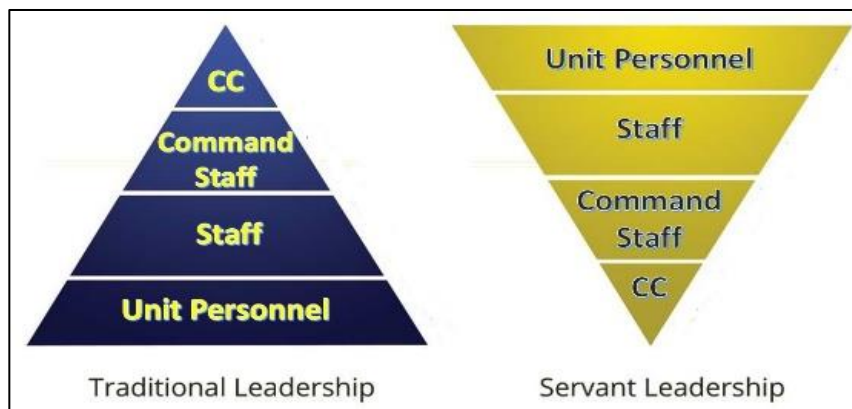 CC
Command
Staff
Staff
Unit Personnel
Traditional Leadership
Unit Personnel
Staff
Command
Staff
CC
Servant Leadership